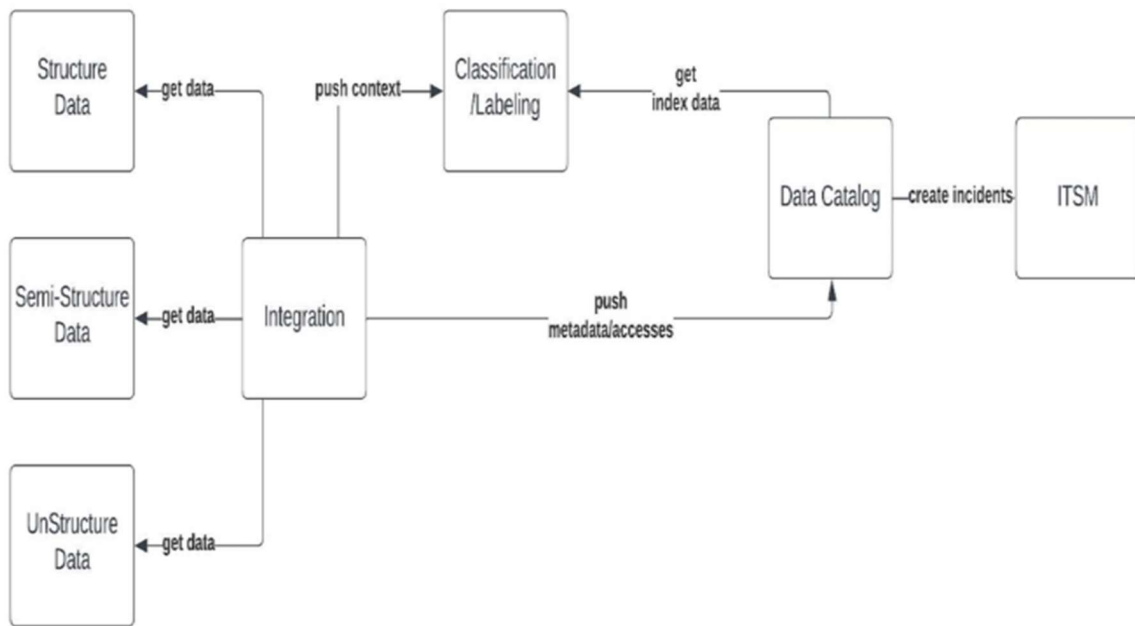 Structure
Data
get data
push context
Classification
/Labeling
get
index data
Data Catalog
create incidents
ITSM
Semi-Structure
Data
get data
Integration
push
metadata/accesses
UnStructure
Data
get data